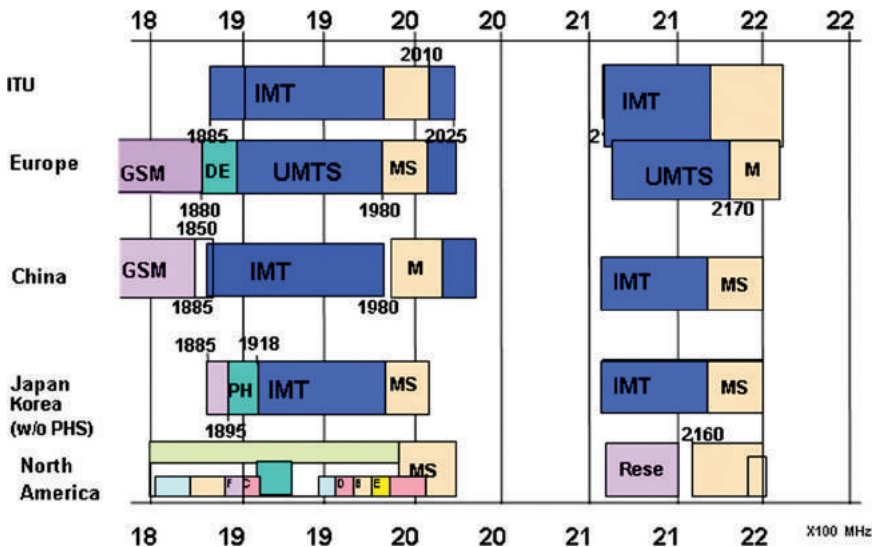 18 19 19 20 20 21 21 22 22
2010
ITU
IMT
IMT
1885
2025
Europe
GSM
DE
UMTS
MS
UMTS
M
1880
1980
2170
1850
China
GSM
IMT
M
IMT
MS
1885
1980
1885
1918
Japan
Korea
(w/o PHS)
PH
IMT
MS
IMT
MS
1895
2160
North
America
MS
Rese
F
C
D
B
E
18 19 19 20 20 21 21 22
X100 MHz